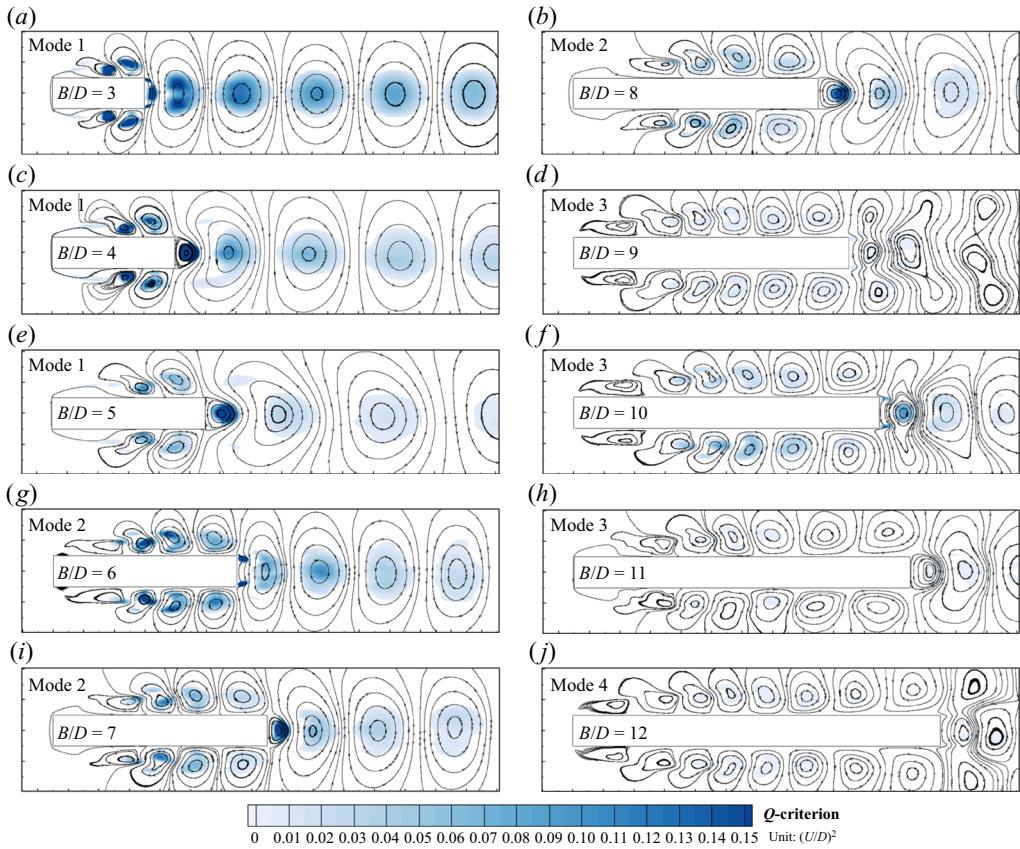 (a)
Mode 1
B/D = 3
(b)
Mode 2
B/D = 8
(c)
Mode 1
B/D = 4
(d)
Mode 3
B/D = 9
(e)
Mode 1
B/D = 5
(f)
Mode 3
B/D = 10
(g)
Mode 2
B/D = 6
(h)
Mode 3
B/D = 11
(i)
Mode 2
B/D = 7
(j)
Mode 4
B/D = 12
Q-criterion
0 0.01 0.02 0.03 0.04 0.05 0.06 0.07 0.08 0.09 0.10 0.11 0.12 0.13 0.14 0.15 Unit: (U/D)²